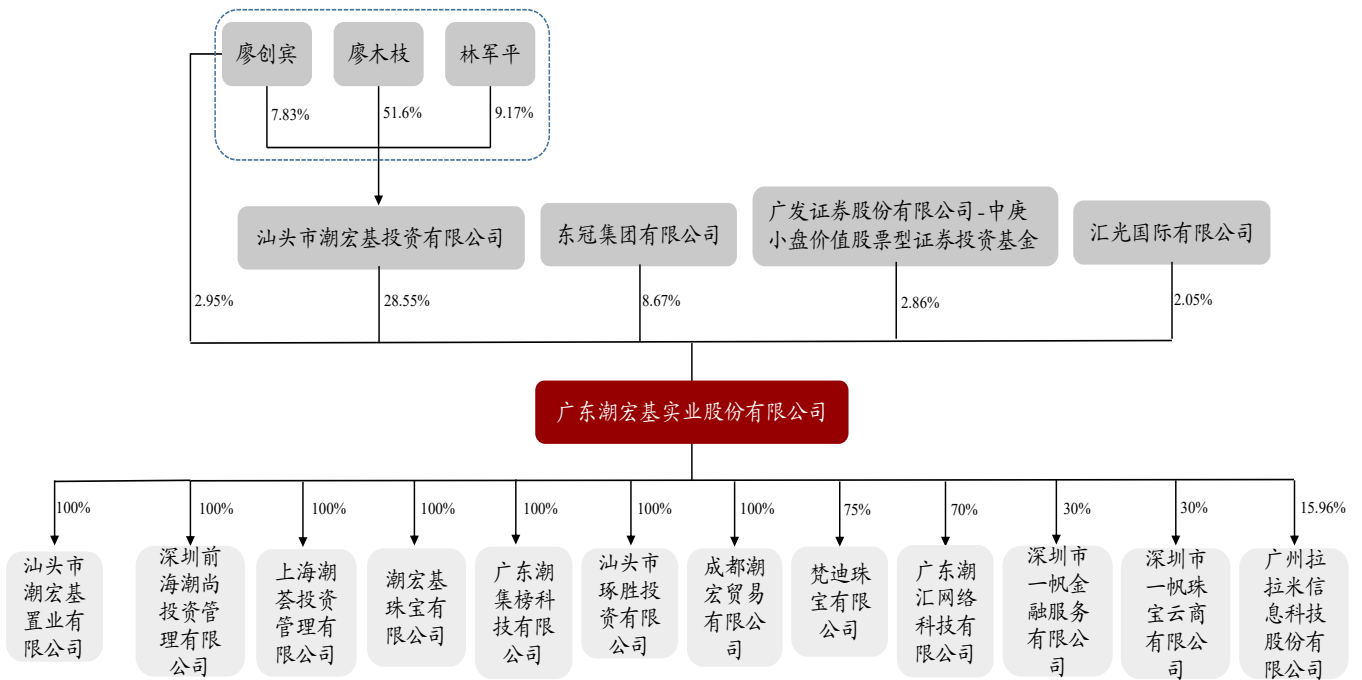 廖创宾
廖木枝
林军平
7.83%
51.6%
9.17%
汕头市潮宏基投资有限公司
东冠集团有限公司
广发证券股份有限公司-中庚
小盘价值股票型证券投资基金
汇光国际有限公司
2.95%
28.55%
8.67%
2.86%
2.05%
广东潮宏基实业股份有限公司
100%
100%
100%
100%
100%
100%
100%
75%
70%
30%
30%
15.96%
汕头市
潮宏基
置业有
限公司
深圳前
海潮尚
投资管
理有限
公司
上海潮
荟投资
管理有
限公司
潮宏基
珠宝有
限公司
广东潮
集榜科
技有限
公司
汕头市
琢胜投
资有限
公司
成都潮
宏贸易
有限公
司
梵迪珠
宝有限
公司
广东潮
汇网络
科技有
限公司
深圳市
一帆金
融服务
有限公
司
深圳市
一帆珠
宝云商
有限公
司
广州拉
拉米信
息科技
股份有
限公司